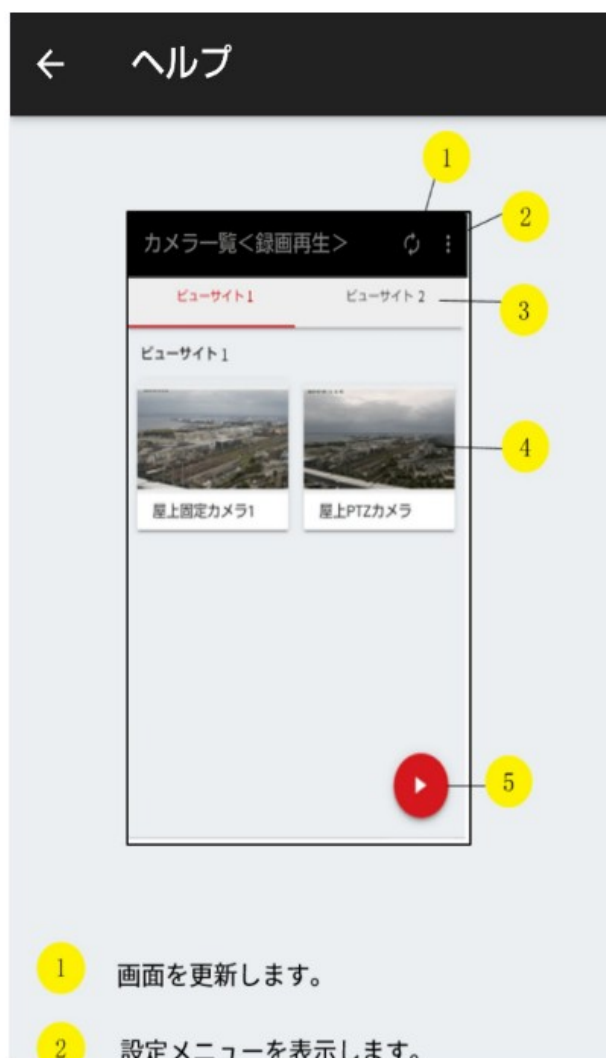 ヘルプ
1
2
カメラ一覧＜録画再生＞
ビューサイト1 ビューサイト2
3
ビューサイト1
4
屋上固定カメラ1 屋上PTZカメラ
5
1 画面を更新します。
2 設定メニューを表示します。